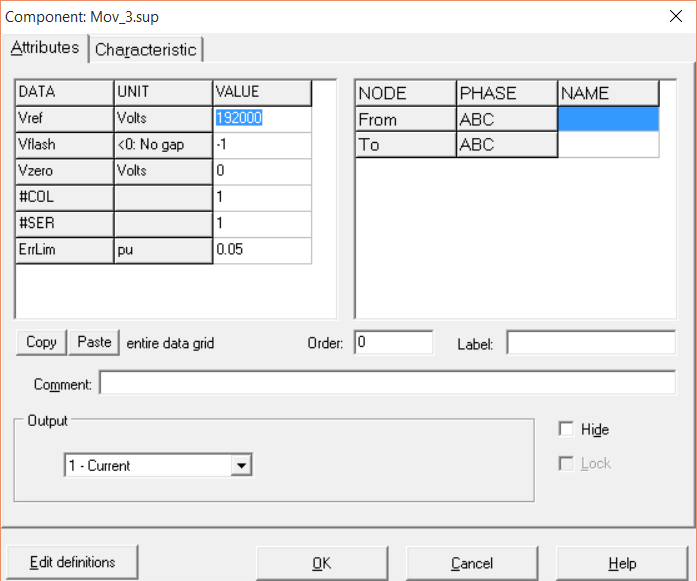 Component: Mov_3.sup
Attributes Characteristic
DATA UNIT VALUE
Vref Volts 192000
Vflash <0: No gap -1
Vzero Volts 0
#COL 1
#SER 1
ErrLim pu 0.05
NODE PHASE NAME
From ABC
To ABC
Copy Paste entire data grid Order: 0 Label:
Comment:
Output
1 - Current
Hide
Lock
Edit definitions OK Cancel Help